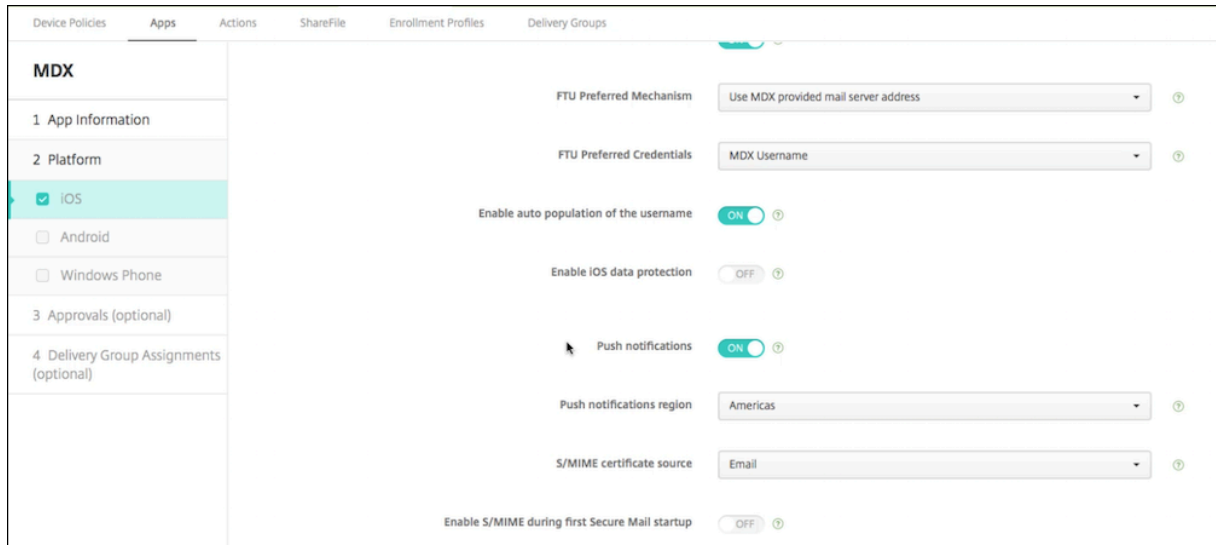 Device Policies Apps Actions ShareFile Enrollment Profiles Delivery Groups
MDX
1 App Information
2 Platform
iOS
Android
Windows Phone
3 Approvals (optional)
4 Delivery Group Assignments
(optional)
FTU Preferred Mechanism Use MDX provided mail server address
FTU Preferred Credentials MDX Username
Enable auto population of the username ON
Enable iOS data protection OFF
Push notifications ON
Push notifications region Americas
S/MIME certificate source Email
Enable S/MIME during first Secure Mail startup OFF